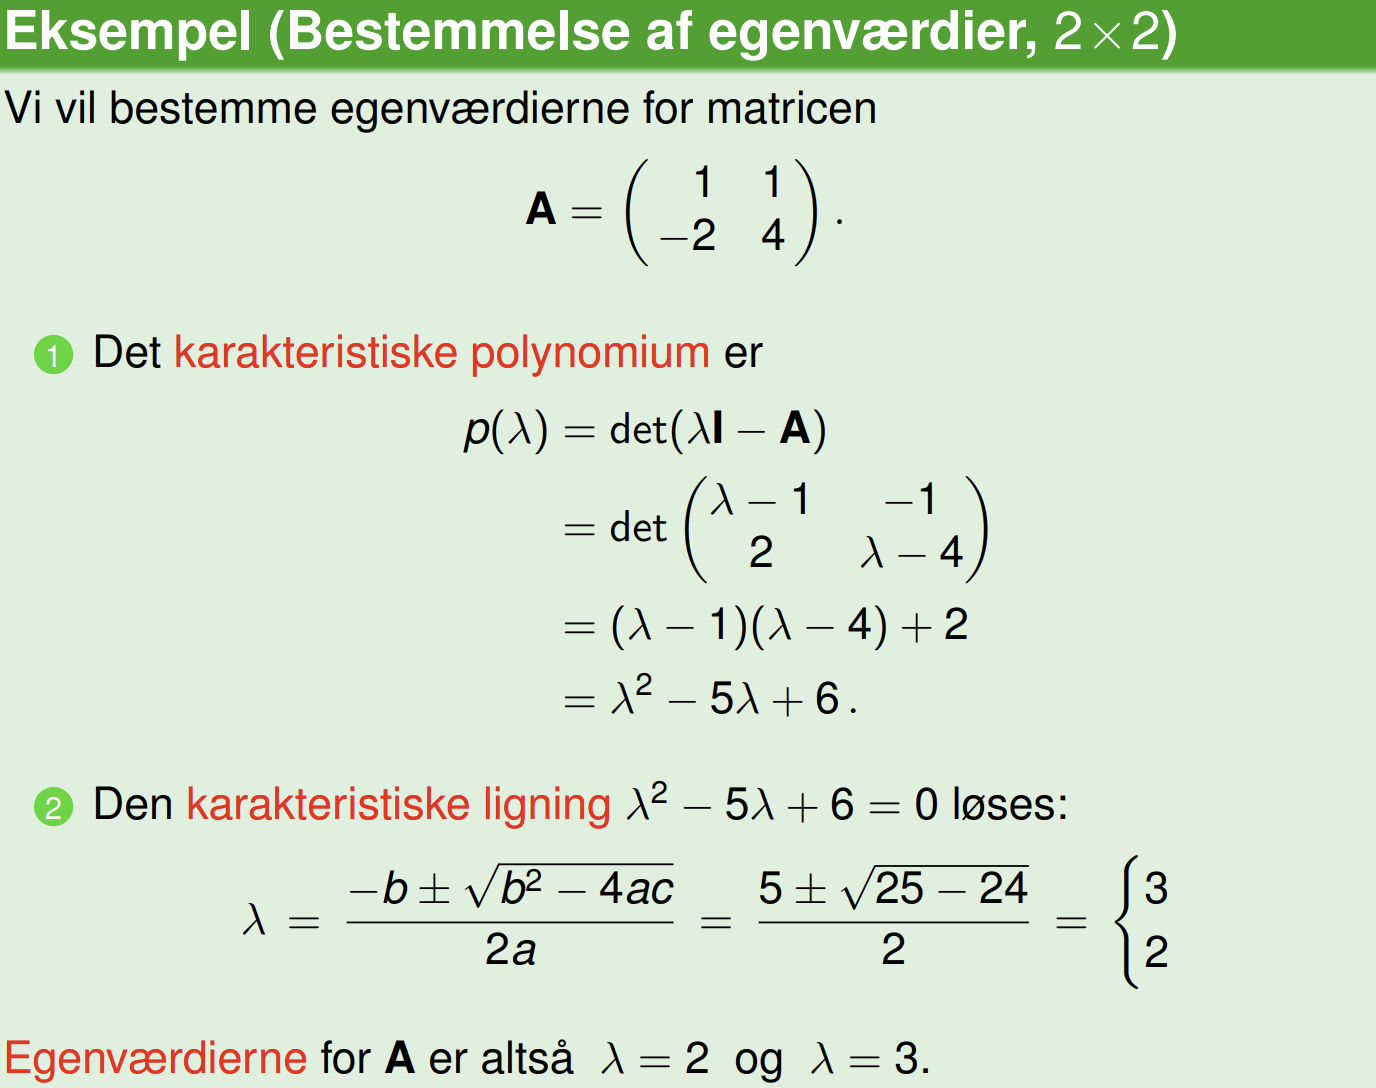 Eksempel (Bestemmelse af egenværdier, 2×2)
Vi vil bestemme egenværdierne for matricen
A = ( 1 1
−2 4 ) .
1 Det karakteristiske polynomium er
p(λ) = det(λI − A)
= det ( λ − 1 −1
2 λ − 4 )
= (λ − 1)(λ − 4) + 2
= λ² − 5λ + 6 .
2 Den karakteristiske ligning λ² − 5λ + 6 = 0 løses:
λ = (−b ± √(b² − 4ac))/(2a) = (5 ± √(25 − 24))/2 = { 3
2
Egenværdierne for A er altså λ = 2 og λ = 3.